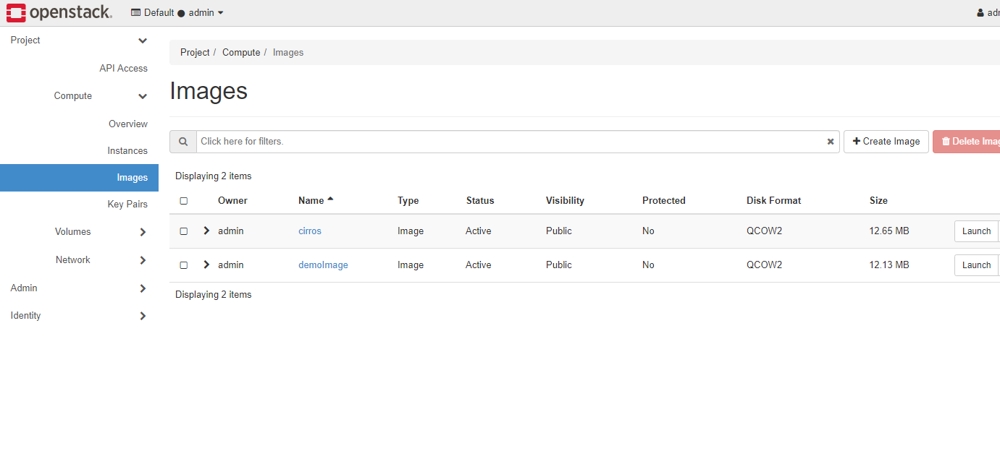 openstack. Default ● admin
Project
API Access
Compute
Overview
Instances
Images
Key Pairs
Volumes
Network
Admin
Identity
Project / Compute / Images
Images
Click here for filters. Create Image Delete
Displaying 2 items
Owner Name Type Status Visibility Protected Disk Format Size
admin cirros Image Active Public No QCOW2 12.65 MB Launch
admin demoImage Image Active Public No QCOW2 12.13 MB Launch
Displaying 2 items